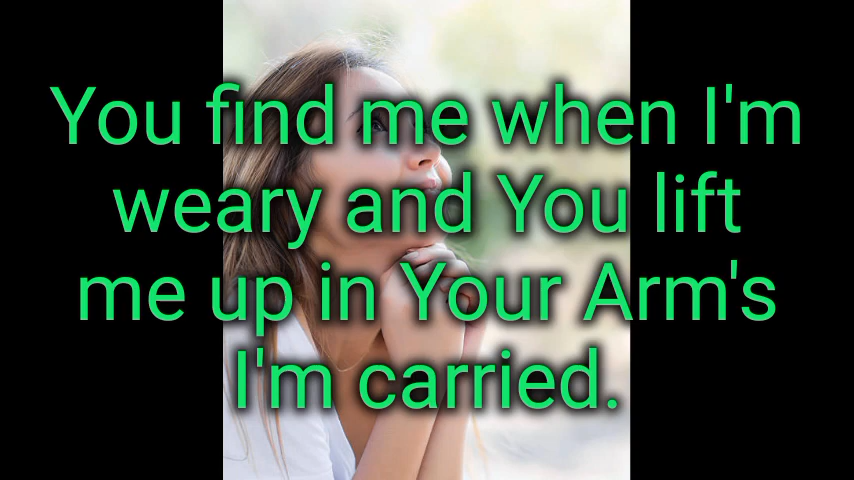 You find me when I'm
weary and You lift
me up in Your Arm's
I'm carried.